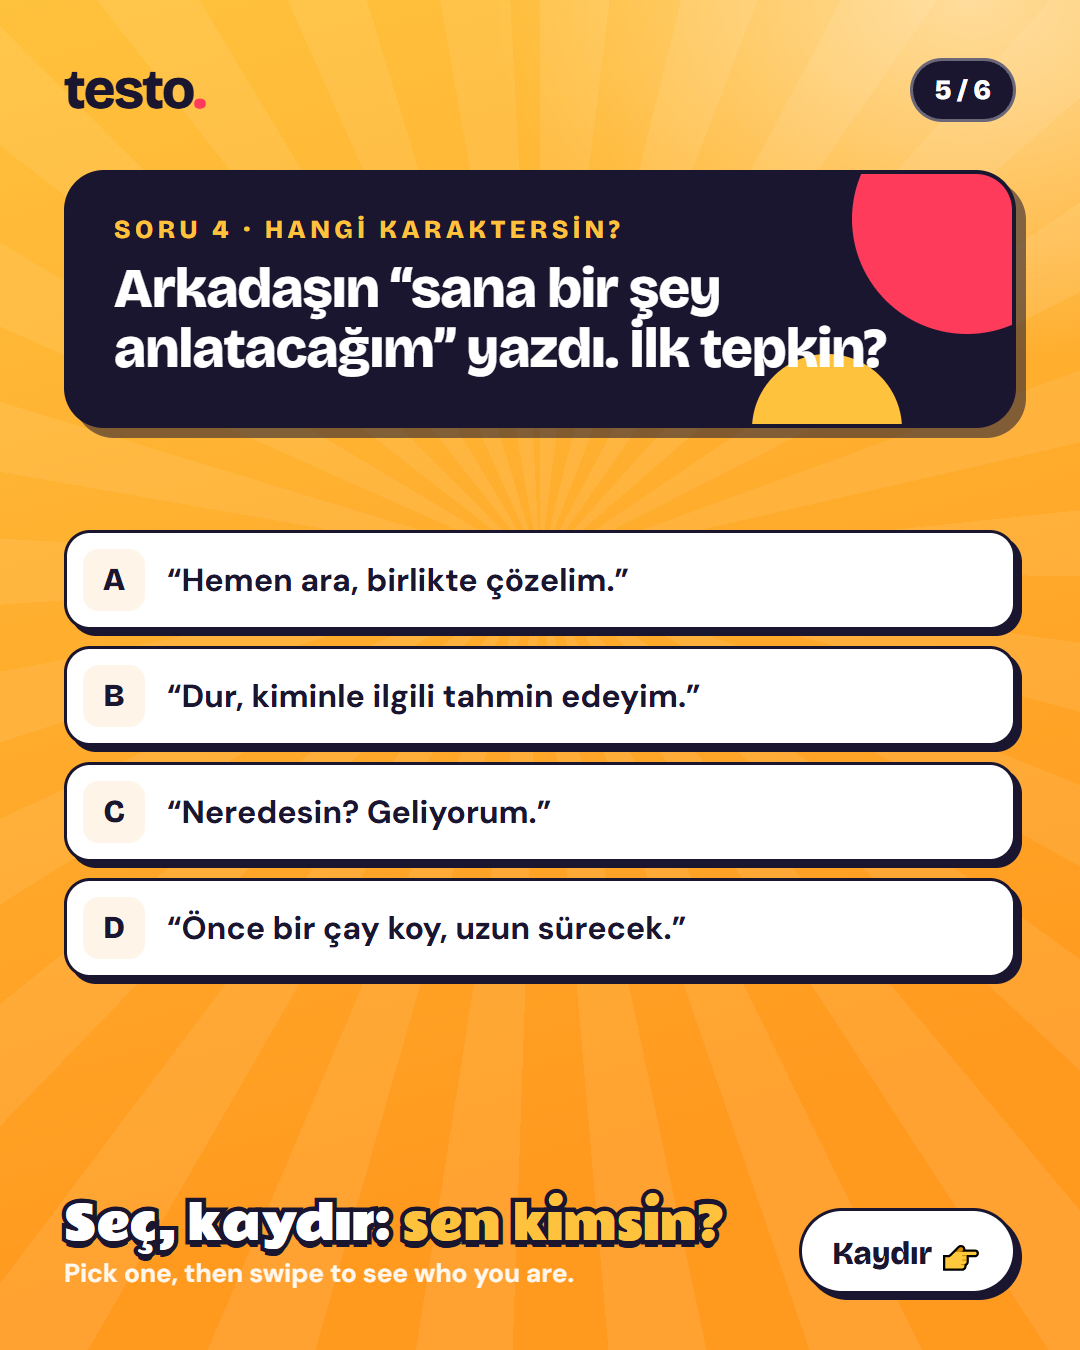 testo.
5 / 6
SORU 4 · HANGİ KARAKTERSİN?
Arkadaşın “sana bir şey
anlatacağım” yazdı. İlk tepkin?
A “Hemen ara, birlikte çözelim.”
B “Dur, kiminle ilgili tahmin edeyim.”
C “Neredesin? Geliyorum.”
D “Önce bir çay koy, uzun sürecek.”
Seç, kaydır: sen kimsin?
Pick one, then swipe to see who you are.
Kaydır 👉